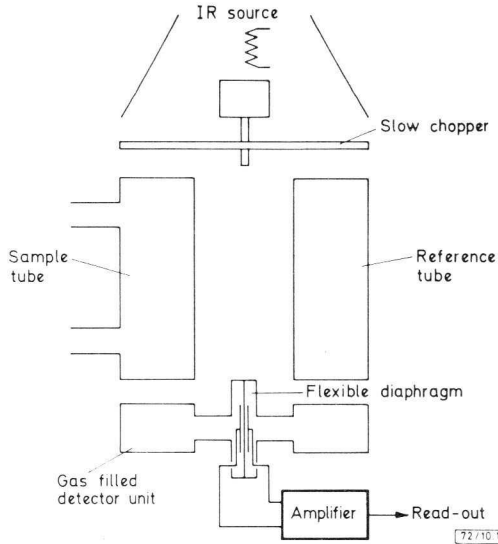 IR source
Slow chopper
Sample
tube
Reference
tube
Flexible diaphragm
Gas filled
detector unit
Amplifier
Read-out